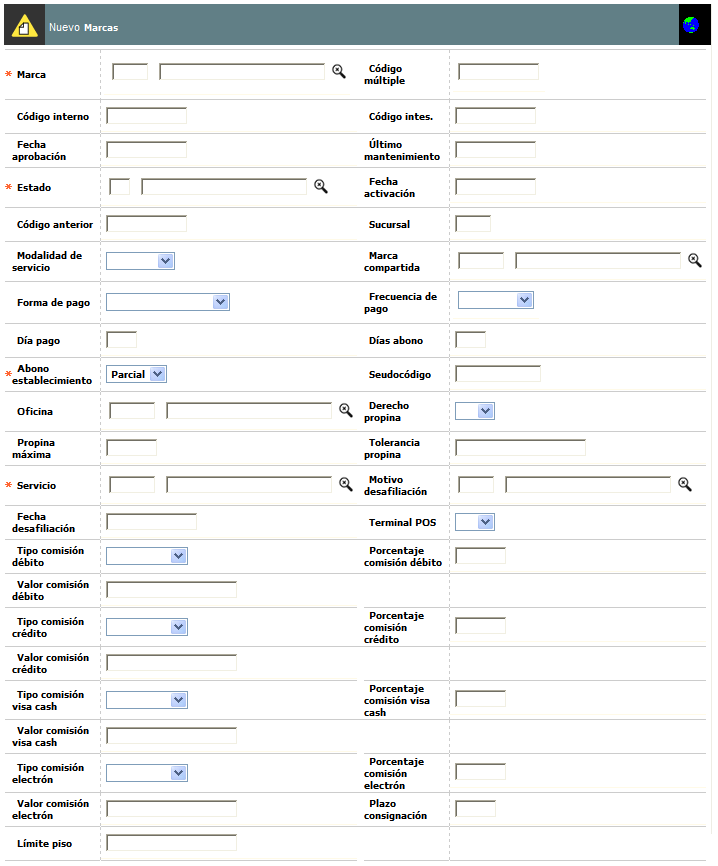 Nuevo Marcas
* Marca
Código
múltiple
Código interno
Código intes.
Fecha
aprobación
Último
mantenimiento
* Estado
Fecha
activación
Código anterior
Sucursal
Modalidad de
servicio
Marca
compartida
Forma de pago
Frecuencia de
pago
Día pago
Días abono
* Abono
establecimiento
Parcial
Seudocódigo
Oficina
Derecho
propina
Propina
máxima
Tolerancia
propina
* Servicio
Motivo
desafiliación
Fecha
desafiliación
Terminal POS
Tipo comisión
débito
Porcentaje
comisión débito
Valor comisión
débito
Tipo comisión
crédito
Porcentaje
comisión
crédito
Valor comisión
crédito
Tipo comisión
visa cash
Porcentaje
comisión visa
cash
Valor comisión
visa cash
Tipo comisión
electrón
Porcentaje
comisión
electrón
Valor comisión
electrón
Plazo
consignación
Límite piso